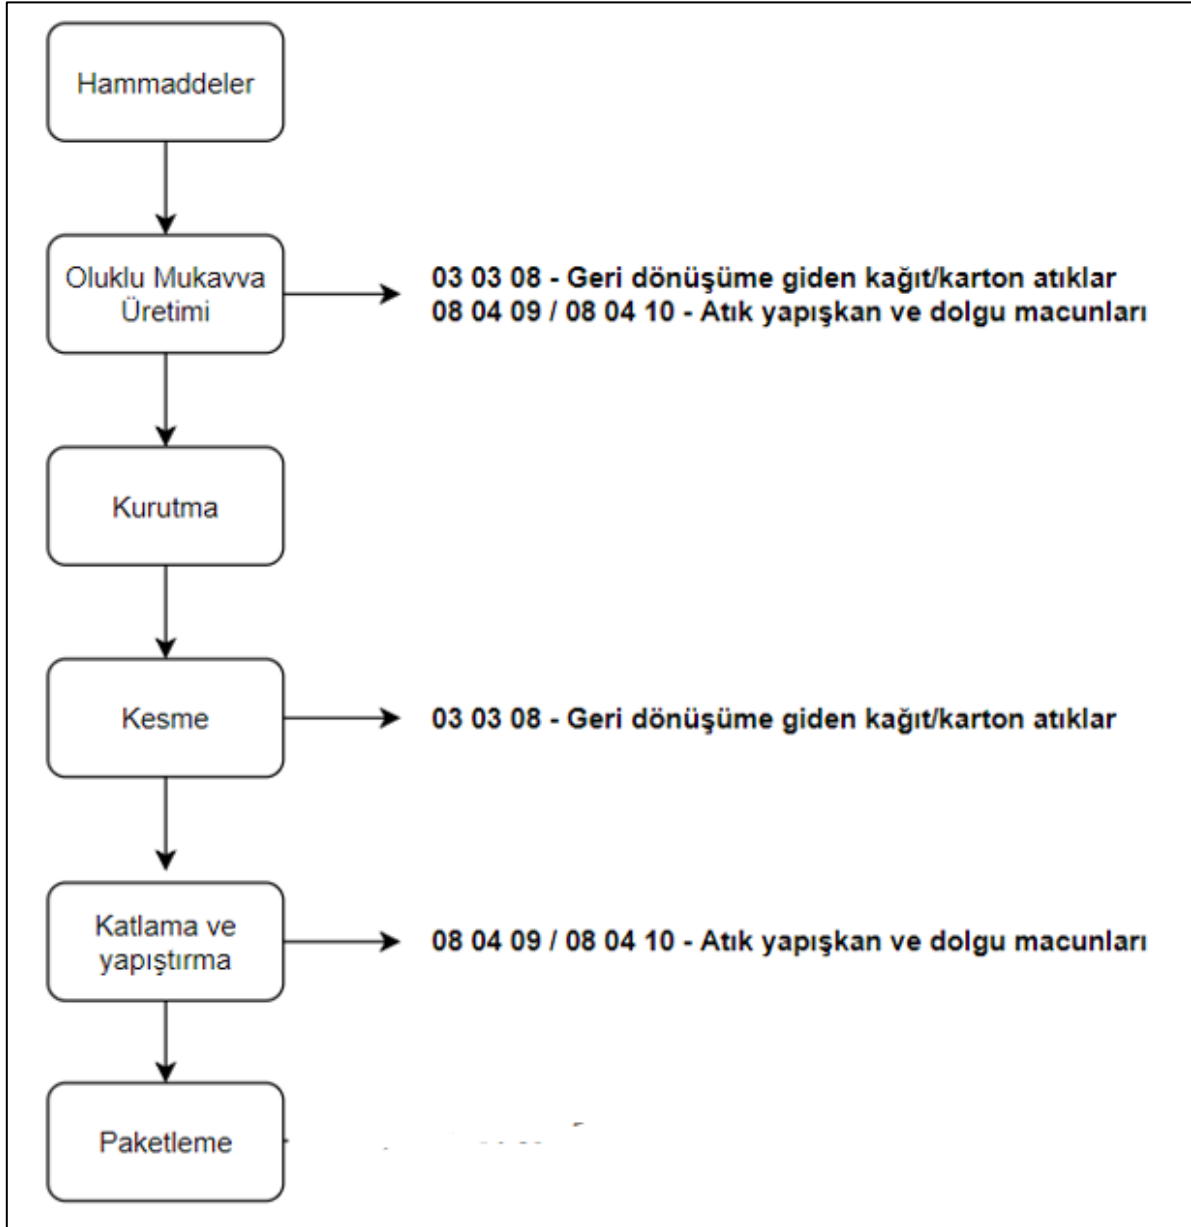 Hammaddeler
Oluklu Mukavva
Üretimi
03 03 08 - Geri dönüşüme giden kağıt/karton atıklar
08 04 09 / 08 04 10 - Atık yapışkan ve dolgu macunları
Kurutma
Kesme
03 03 08 - Geri dönüşüme giden kağıt/karton atıklar
Katlama ve
yapıştırma
08 04 09 / 08 04 10 - Atık yapışkan ve dolgu macunları
Paketleme